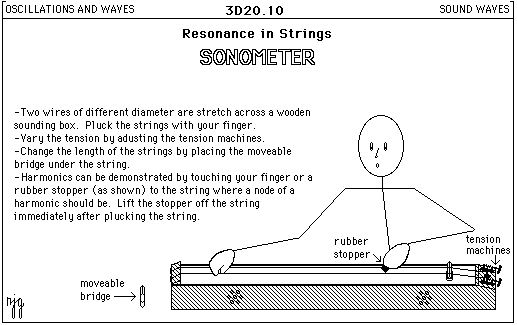 OSCILLATIONS AND WAVES
3D20.10
SOUND WAVES
Resonance in Strings
SONOMETER
-Two wires of different diameter are stretch across a wooden
sounding box.  Pluck the strings with your finger.
-Vary the tension by adusting the tension machines.
-Change the length of the strings by placing the moveable
bridge under the string.
-Harmonics can be demonstrated by touching your finger or a
rubber stopper (as shown) to the string where a node of a
harmonic should be.  Lift the stopper off the string
immediately after plucking the string.
rubber
stopper
tension
machines
moveable
bridge
njg